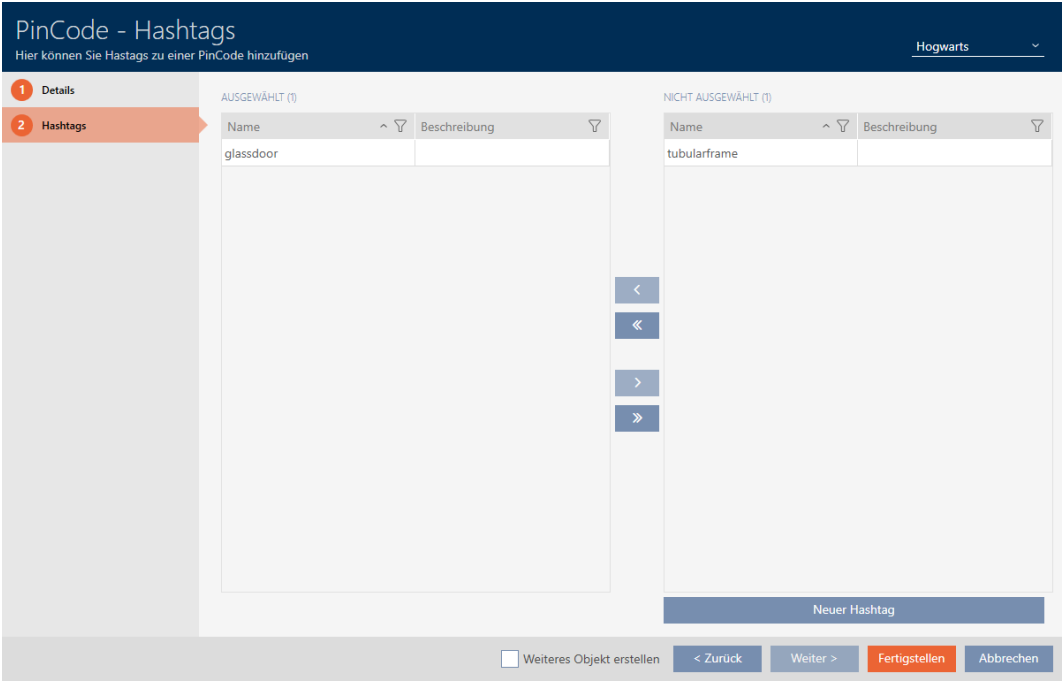 PinCode - Hashtags
Hier können Sie Hastags zu einer PinCode hinzufügen
Hogwarts
1 Details
2 Hashtags
AUSGEWÄHLT (1)
Name Beschreibung
glassdoor
NICHT AUSGEWÄHLT (1)
Name Beschreibung
tubularframe
<
«
>
»
Neuer Hashtag
Weiteres Objekt erstellen
< Zurück
Weiter >
Fertigstellen
Abbrechen